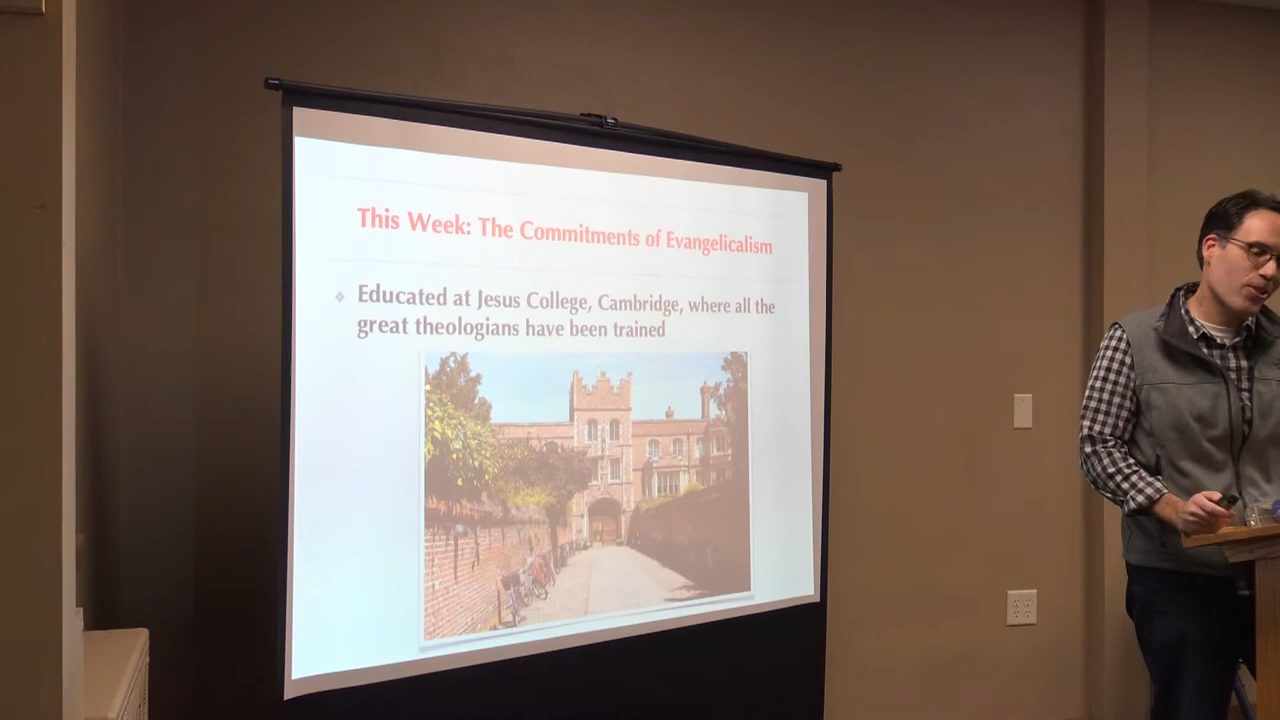 This Week: The Commitments of Evangelicalism
Educated at Jesus College, Cambridge, where all the
great theologians have been trained